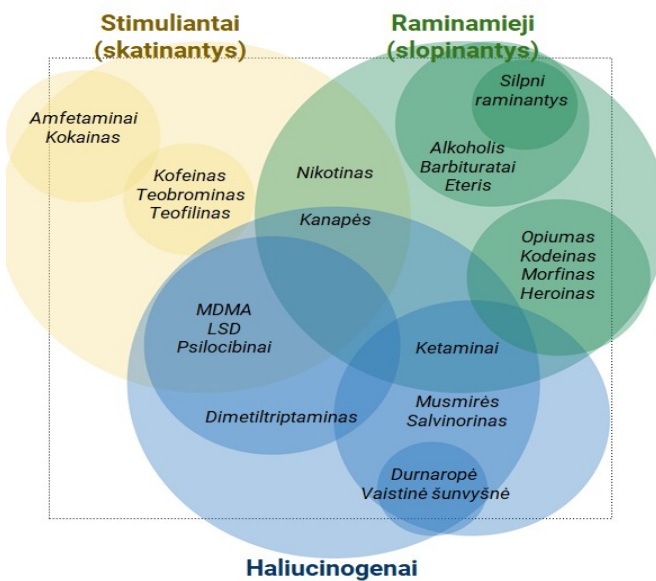 Stimuliantai
(skatinantys)
Raminamieji
(slopinantys)
Silpni
raminantys
Amfetaminai
Kokainas
Alkoholis
Barbituratai
Eteris
Kofeinas
Teobrominas
Teofilinas
Nikotinas
Kanapės
Opiumas
Kodeinas
Morfinas
Heroinas
MDMA
LSD
Psilocibinai
Ketaminai
Dimetiltriptaminas
Musmirės
Salvinorinas
Durnaropė
Vaistinė šunvyšnė
Haliucinogenai